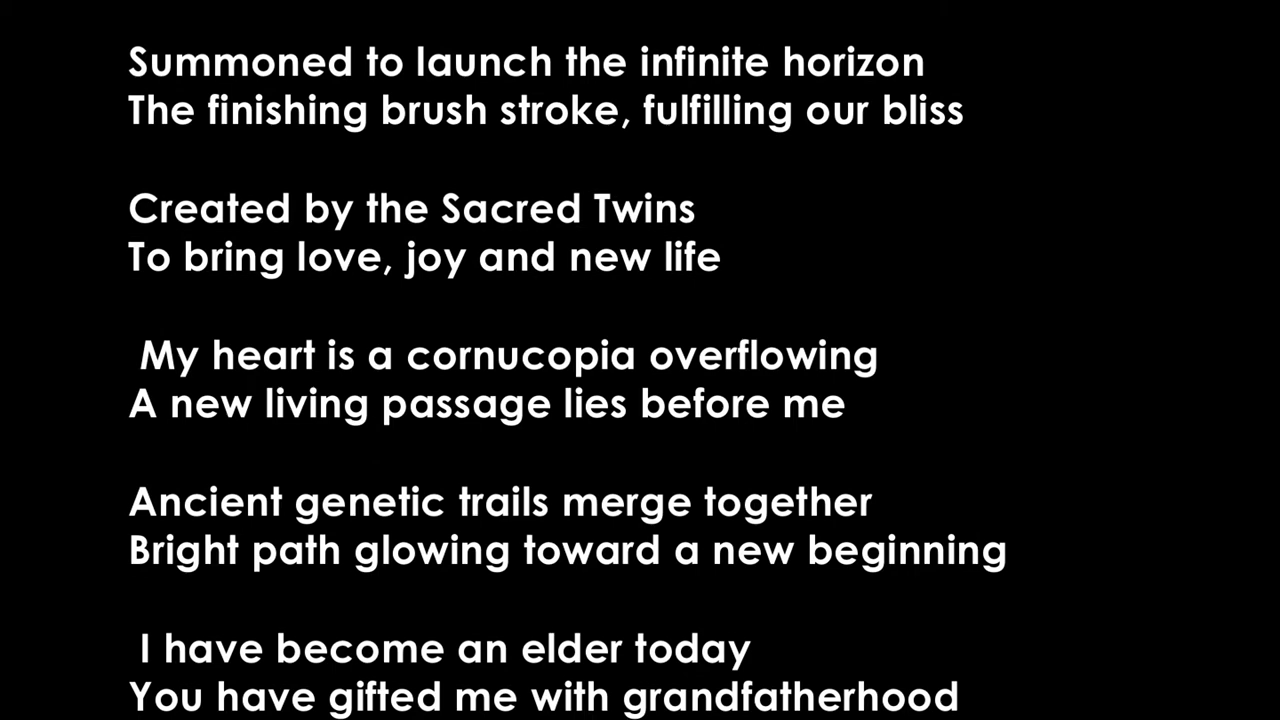 Summoned to launch the infinite horizon
The finishing brush stroke, fulfilling our bliss
Created by the Sacred Twins
To bring love, joy and new life
My heart is a cornucopia overflowing
A new living passage lies before me
Ancient genetic trails merge together
Bright path glowing toward a new beginning
I have become an elder today
You have gifted me with grandfatherhood